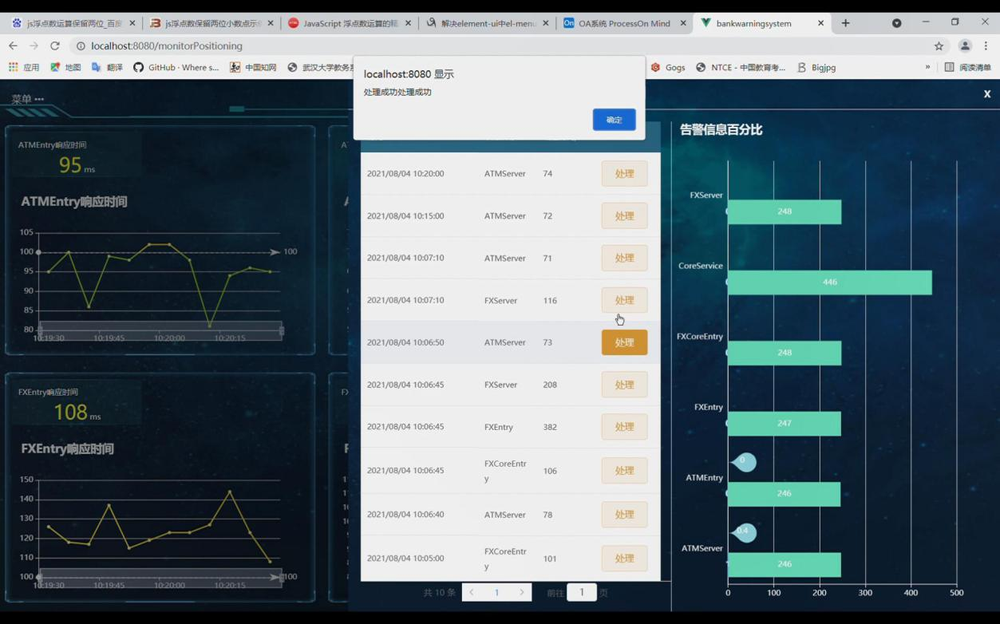 js浮点数运算保留两位_百度
js浮点数保留两位小数点示
JavaScript 浮点数运算的精
解决element-ui中el-menu
OA系统 ProcessOn Mind
bankwarningsystem
localhost:8080/monitorPositioning
应用
地图
翻译
GitHub · Where s...
中国知网
武汉大学教务系
Gogs
NTCE - 中国教育考...
Bigjpg
»
阅读清单
localhost:8080 显示
处理成功处理成功
确定
菜单
X
ATMEntry响应时间
95 ms
ATMEntry响应时间
105
100
95
90
85
80
100
10:19:30
10:19:45
10:20:00
10:20:15
FXEntry响应时间
108 ms
FXEntry响应时间
150
140
130
120
110
100
100
10:19:30
10:19:45
10:20:00
10:20:15
2021/08/04 10:20:00 ATMServer 74 处理
2021/08/04 10:15:00 ATMServer 72 处理
2021/08/04 10:07:10 ATMServer 71 处理
2021/08/04 10:07:10 FXServer 116 处理
2021/08/04 10:06:50 ATMServer 73 处理
2021/08/04 10:06:45 FXServer 208 处理
2021/08/04 10:06:45 FXEntry 382 处理
2021/08/04 10:06:45 FXCoreEntr
y 106 处理
2021/08/04 10:06:40 ATMServer 78 处理
2021/08/04 10:05:00 FXCoreEntr
y 101 处理
共 10 条 < 1 > 前往 1 页
告警信息百分比
FXServer
248
CoreService
446
FXCoreEntry
248
FXEntry
247
0
ATMEntry
246
0.4
ATMServer
246
0 100 200 300 400 500